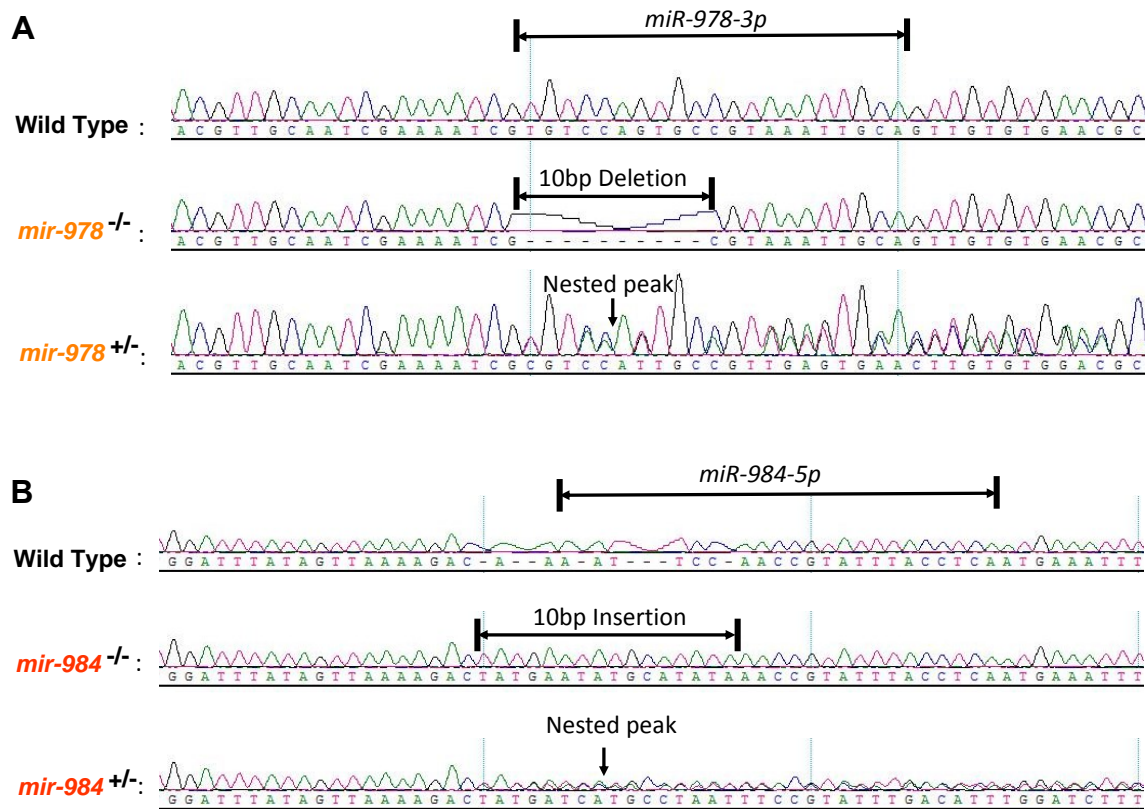 A
miR-978-3p
Wild Type :
A C G T T G C A A T C G A A A A T C G T G T C C A G T G C C G T A A A T T G C A G T T G T G T G A A C G C
10bp Deletion
mir-978 -/- :
A C G T T G C A A T C G A A A A T C G - - - - - - - - - - C G T A A A T T G C A G T T G T G T G A A C G C
Nested peak
mir-978 +/- :
A C G T T G C A A T C G A A A A T C G C G T C C A T T G C C G T T G A G T G A A C T T G T G T G G A C G C
B
miR-984-5p
Wild Type :
G G A T T T A T A G T T A A A A G A C - A - - A A - A T - - - T C C - A A C C G T A T T T A C C T C A A T G A A A T T T
10bp Insertion
mir-984 -/- :
G G A T T T A T A G T T A A A A G A C T A T G A A T A T G C A T A T A A A C C G T A T T T A C C T C A A T G A A A T T T
Nested peak
mir-984 +/- :
G G A T T T A T A G T T A A A A G A C T A T G A T C A T G C C T A A T T T C C G T A T T T G A C A T T T G G A T C T T